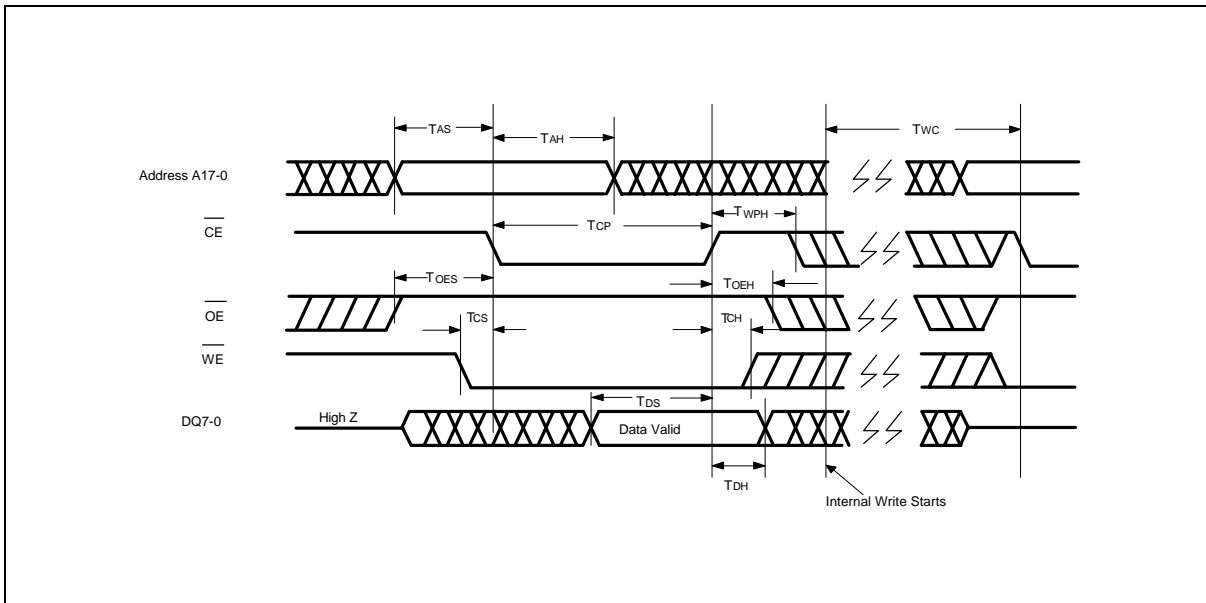 TAS
TAH
TWC
Address A17-0
TWPH
TCP
CE
TOES
TOEH
OE
TCS
TCH
WE
TDS
DQ7-0
High Z
Data Valid
TDH
Internal Write Starts